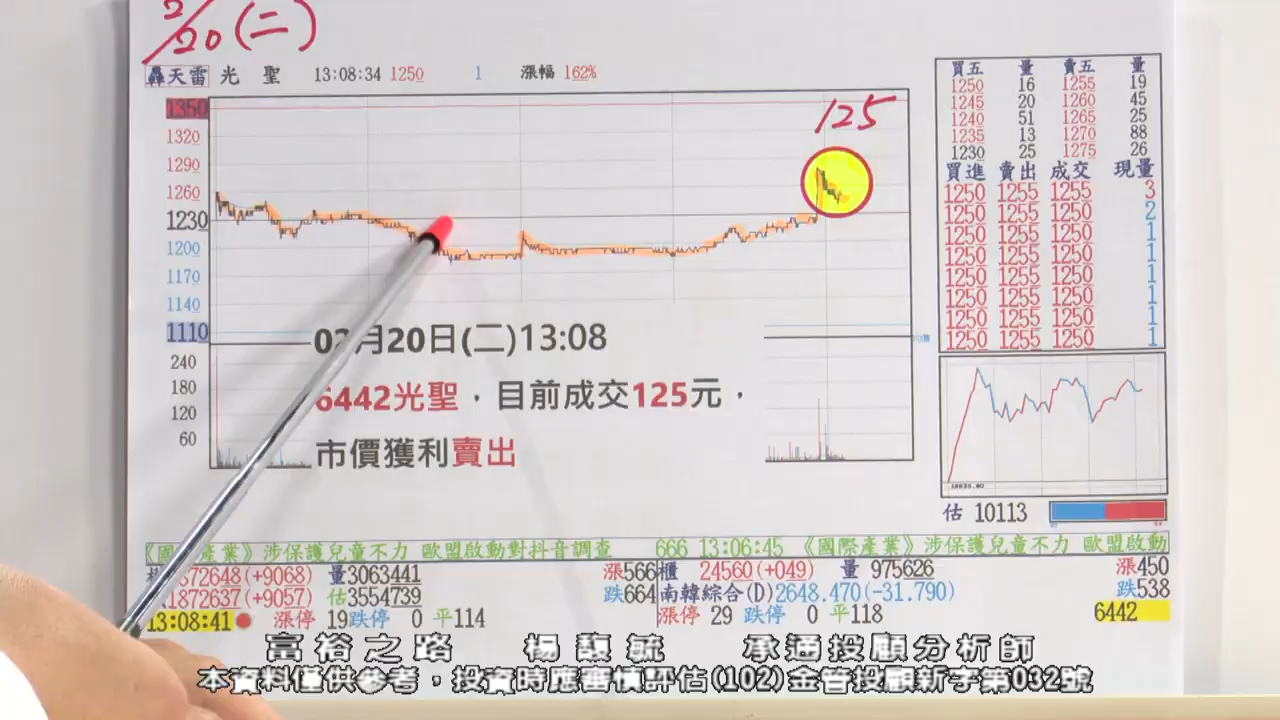 2/20(二)
轟天雷 光 聖 13:08:34 1250 1 漲幅 162%
125
1350
1320
1290
1260
1230
1200
1170
1140
1110
240
180
120
60
月20日(二)13:08
6442光聖，目前成交125元，
市價獲利賣出
買五 量 賣五 量
1250 16 1255 19
1245 20 1260 45
1240 51 1265 25
1235 13 1270 88
1230 25 1275 26
買進 賣出 成交 現量
1250 1255 1255 3
1250 1255 1250 2
1250 1255 1250 1
1250 1255 1250 1
1250 1255 1250 1
1250 1255 1250 1
1250 1255 1250 1
1250 1255 1250 1
估 10113
產業》涉保護兒童不力 歐盟啟動對抖音調查 666 13:06:45 《國際產業》涉保護兒童不力 歐盟啟動
872648(+9068) 量3063441 漲566 櫃 24560(+049) 量 975626 漲450
1872637(+9057) 估3554739 跌664 南韓綜合(D)2648.470(-31.790) 跌538
13:08:41 漲停 19跌停 0 平114 漲停 29 跌停 0 平118 6442
富裕之路 楊馥毓 承通投顧分析師
本資料僅供參考，投資時應審慎評估(102)金管投顧新字第032號